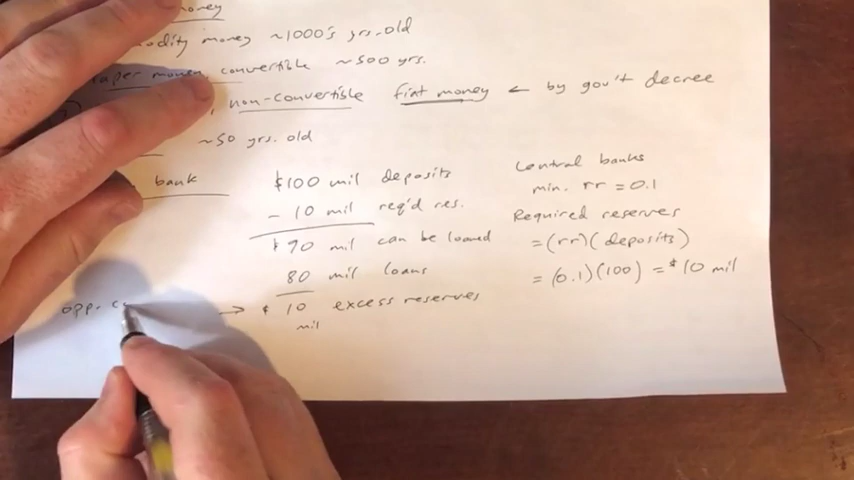 money
money ~1000's yrs. old
paper money, convertible ~500 yrs.
non-convertible fiat money ← by gov't decree
~50 yrs. old
bank
$100 mil deposits
- 10 mil req'd res.
$90 mil can be loaned
80 mil loans
opp. co → $10 excess reserves
mil
Central banks
min. rr = 0.1
Required reserves
= (rr)(deposits)
= (0.1)(100) = $10 mil